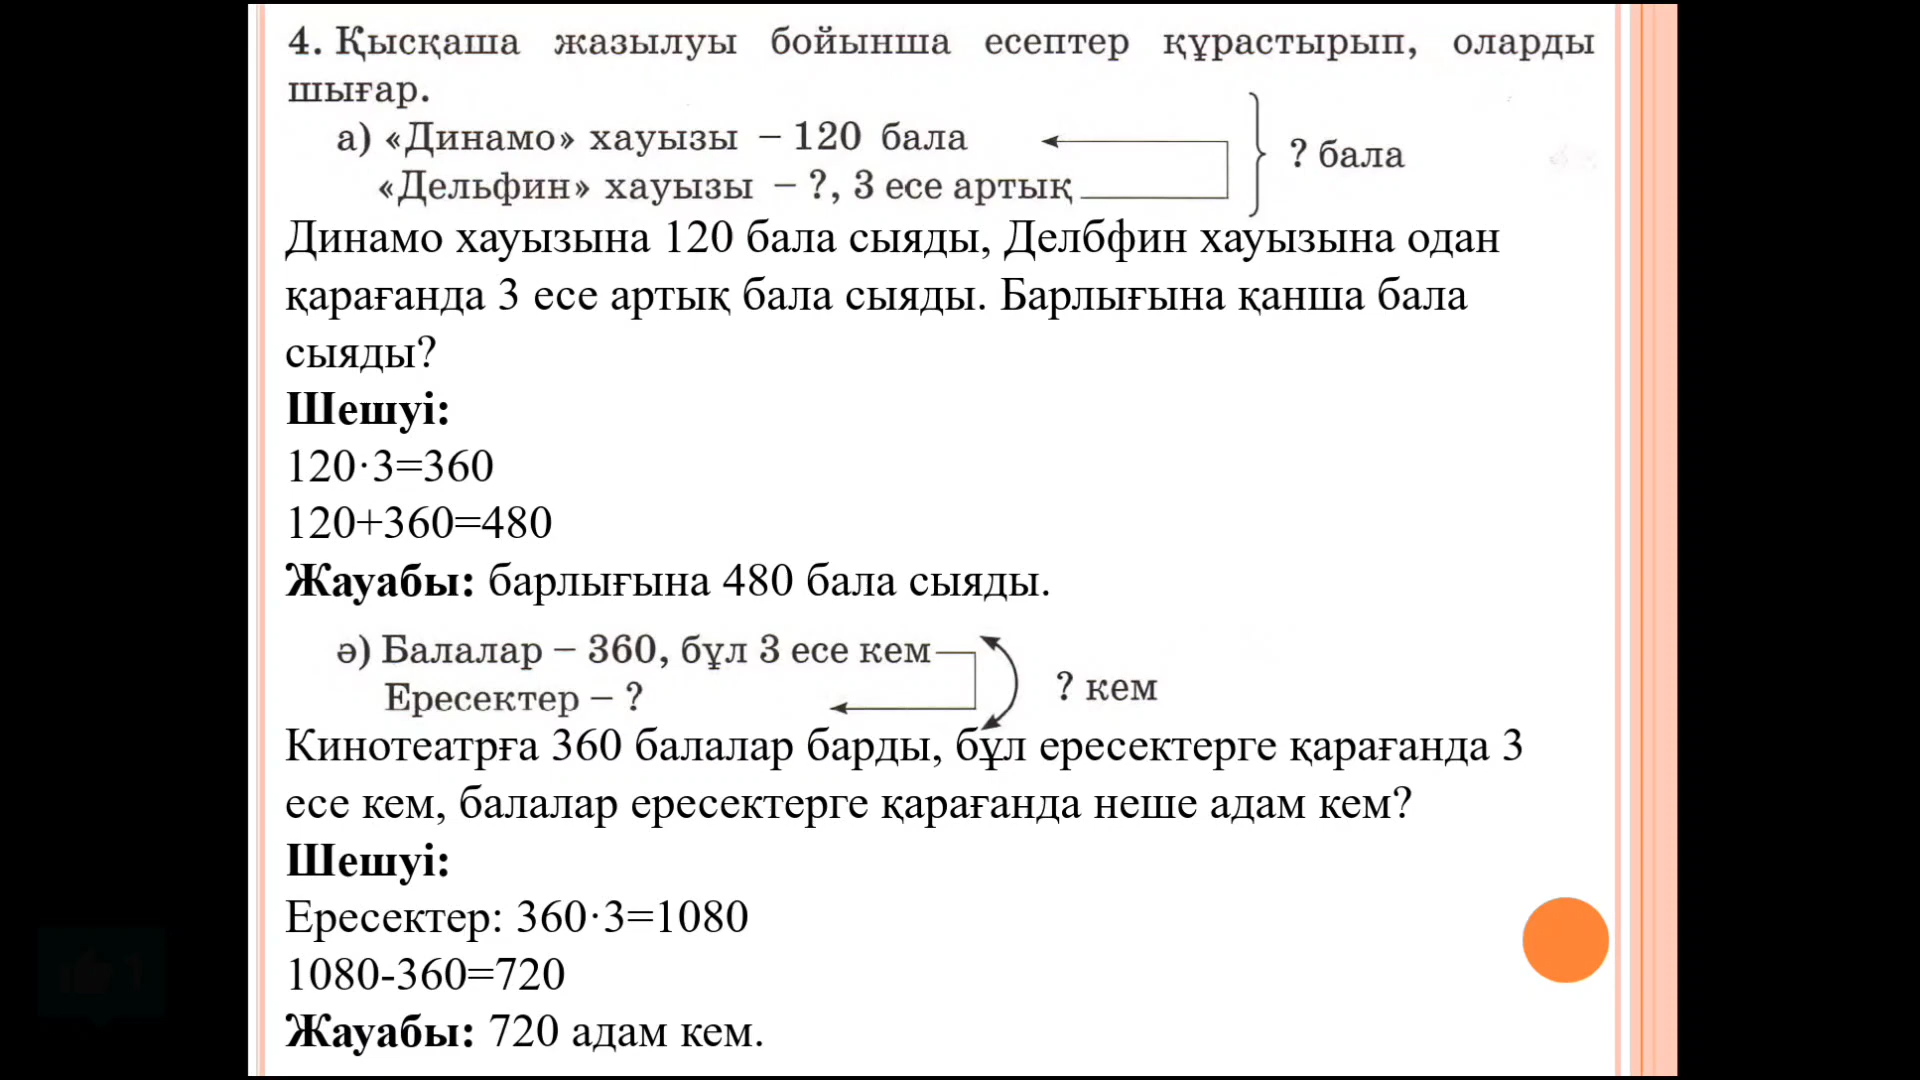 4. Қысқаша жазылуы бойынша есептер құрастырып, оларды
шығар.
а) «Динамо» хауызы – 120 бала
? бала
«Дельфин» хауызы – ?, 3 есе артық
Динамо хауызына 120 бала сыяды, Делбфин хауызына одан
қарағанда 3 есе артық бала сыяды. Барлығына қанша бала
сыяды?
Шешуі:
120·3=360
120+360=480
Жауабы: барлығына 480 бала сыяды.
ә) Балалар – 360, бұл 3 есе кем
? кем
Ересектер – ?
Кинотеатрға 360 балалар барды, бұл ересектерге қарағанда 3
есе кем, балалар ересектерге қарағанда неше адам кем?
Шешуі:
Ересектер: 360·3=1080
1080-360=720
Жауабы: 720 адам кем.